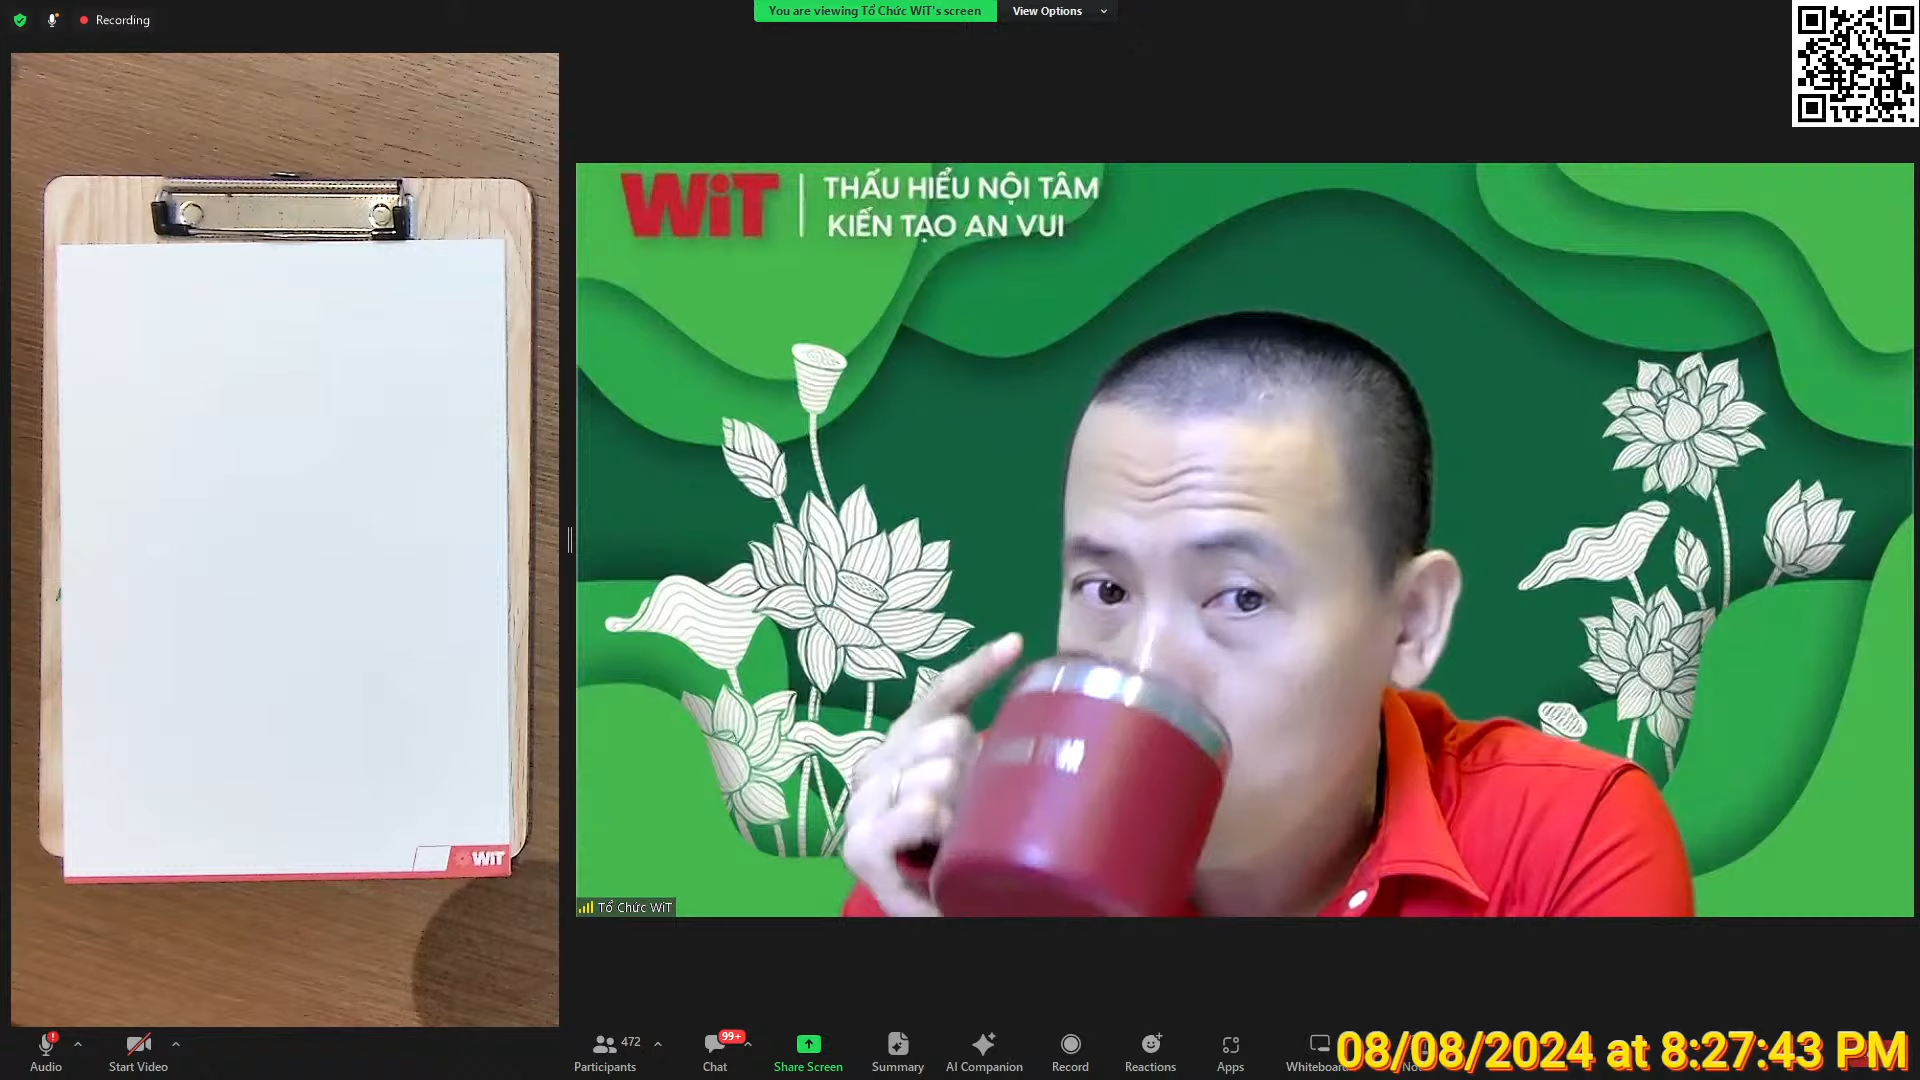 Recording
You are viewing Tổ Chức WiT's screen
View Options
WiT
THẤU HIỂU NỘI TÂM
KIẾN TẠO AN VUI
WiT
Tổ Chức WiT
Audio
Start Video
472
Participants
99+
Chat
Share Screen
Summary
AI Companion
Record
Reactions
Apps
08/08/2024 at 8:27:43 PM